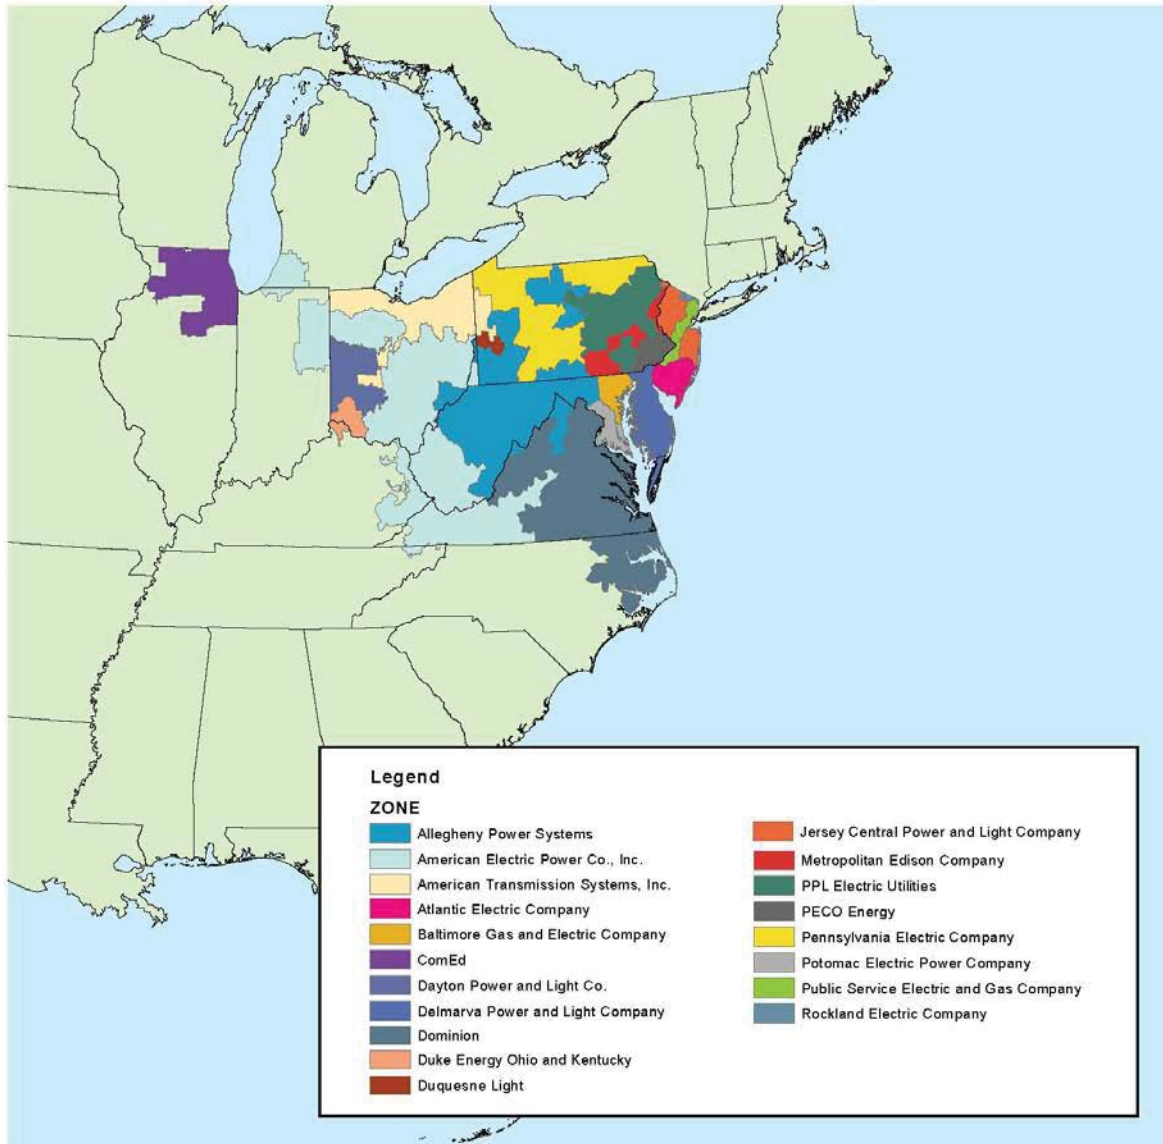 Legend
ZONE
Allegheny Power Systems
American Electric Power Co., Inc.
American Transmission Systems, Inc.
Atlantic Electric Company
Baltimore Gas and Electric Company
ComEd
Dayton Power and Light Co.
Delmarva Power and Light Company
Dominion
Duke Energy Ohio and Kentucky
Duquesne Light
Jersey Central Power and Light Company
Metropolitan Edison Company
PPL Electric Utilities
PECO Energy
Pennsylvania Electric Company
Potomac Electric Power Company
Public Service Electric and Gas Company
Rockland Electric Company